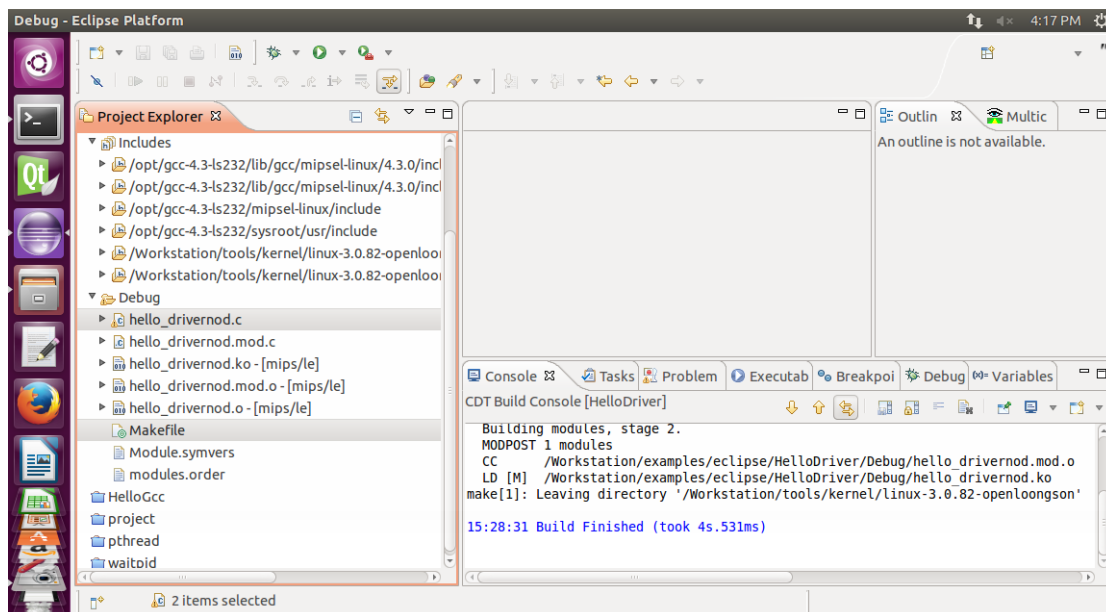 Debug - Eclipse Platform
4:17 PM
Project Explorer
Includes
/opt/gcc-4.3-ls232/lib/gcc/mipsel-linux/4.3.0/incl
/opt/gcc-4.3-ls232/lib/gcc/mipsel-linux/4.3.0/incl
/opt/gcc-4.3-ls232/mipsel-linux/include
/opt/gcc-4.3-ls232/sysroot/usr/include
/Workstation/tools/kernel/linux-3.0.82-openloon
/Workstation/tools/kernel/linux-3.0.82-openloon
Debug
hello_drivernod.c
hello_drivernod.mod.c
hello_drivernod.ko - [mips/le]
hello_drivernod.mod.o - [mips/le]
hello_drivernod.o - [mips/le]
Makefile
Module.symvers
modules.order
HelloGcc
project
pthread
waitpid
Outlin
Multic
An outline is not available.
Console
Tasks
Problem
Executab
Breakpoi
Debug
Variables
CDT Build Console [HelloDriver]
Building modules, stage 2.
MODPOST 1 modules
CC /Workstation/examples/eclipse/HelloDriver/Debug/hello_drivernod.mod.o
LD [M] /Workstation/examples/eclipse/HelloDriver/Debug/hello_drivernod.ko
make[1]: Leaving directory '/Workstation/tools/kernel/linux-3.0.82-openloongson'
15:28:31 Build Finished (took 4s.531ms)
2 items selected